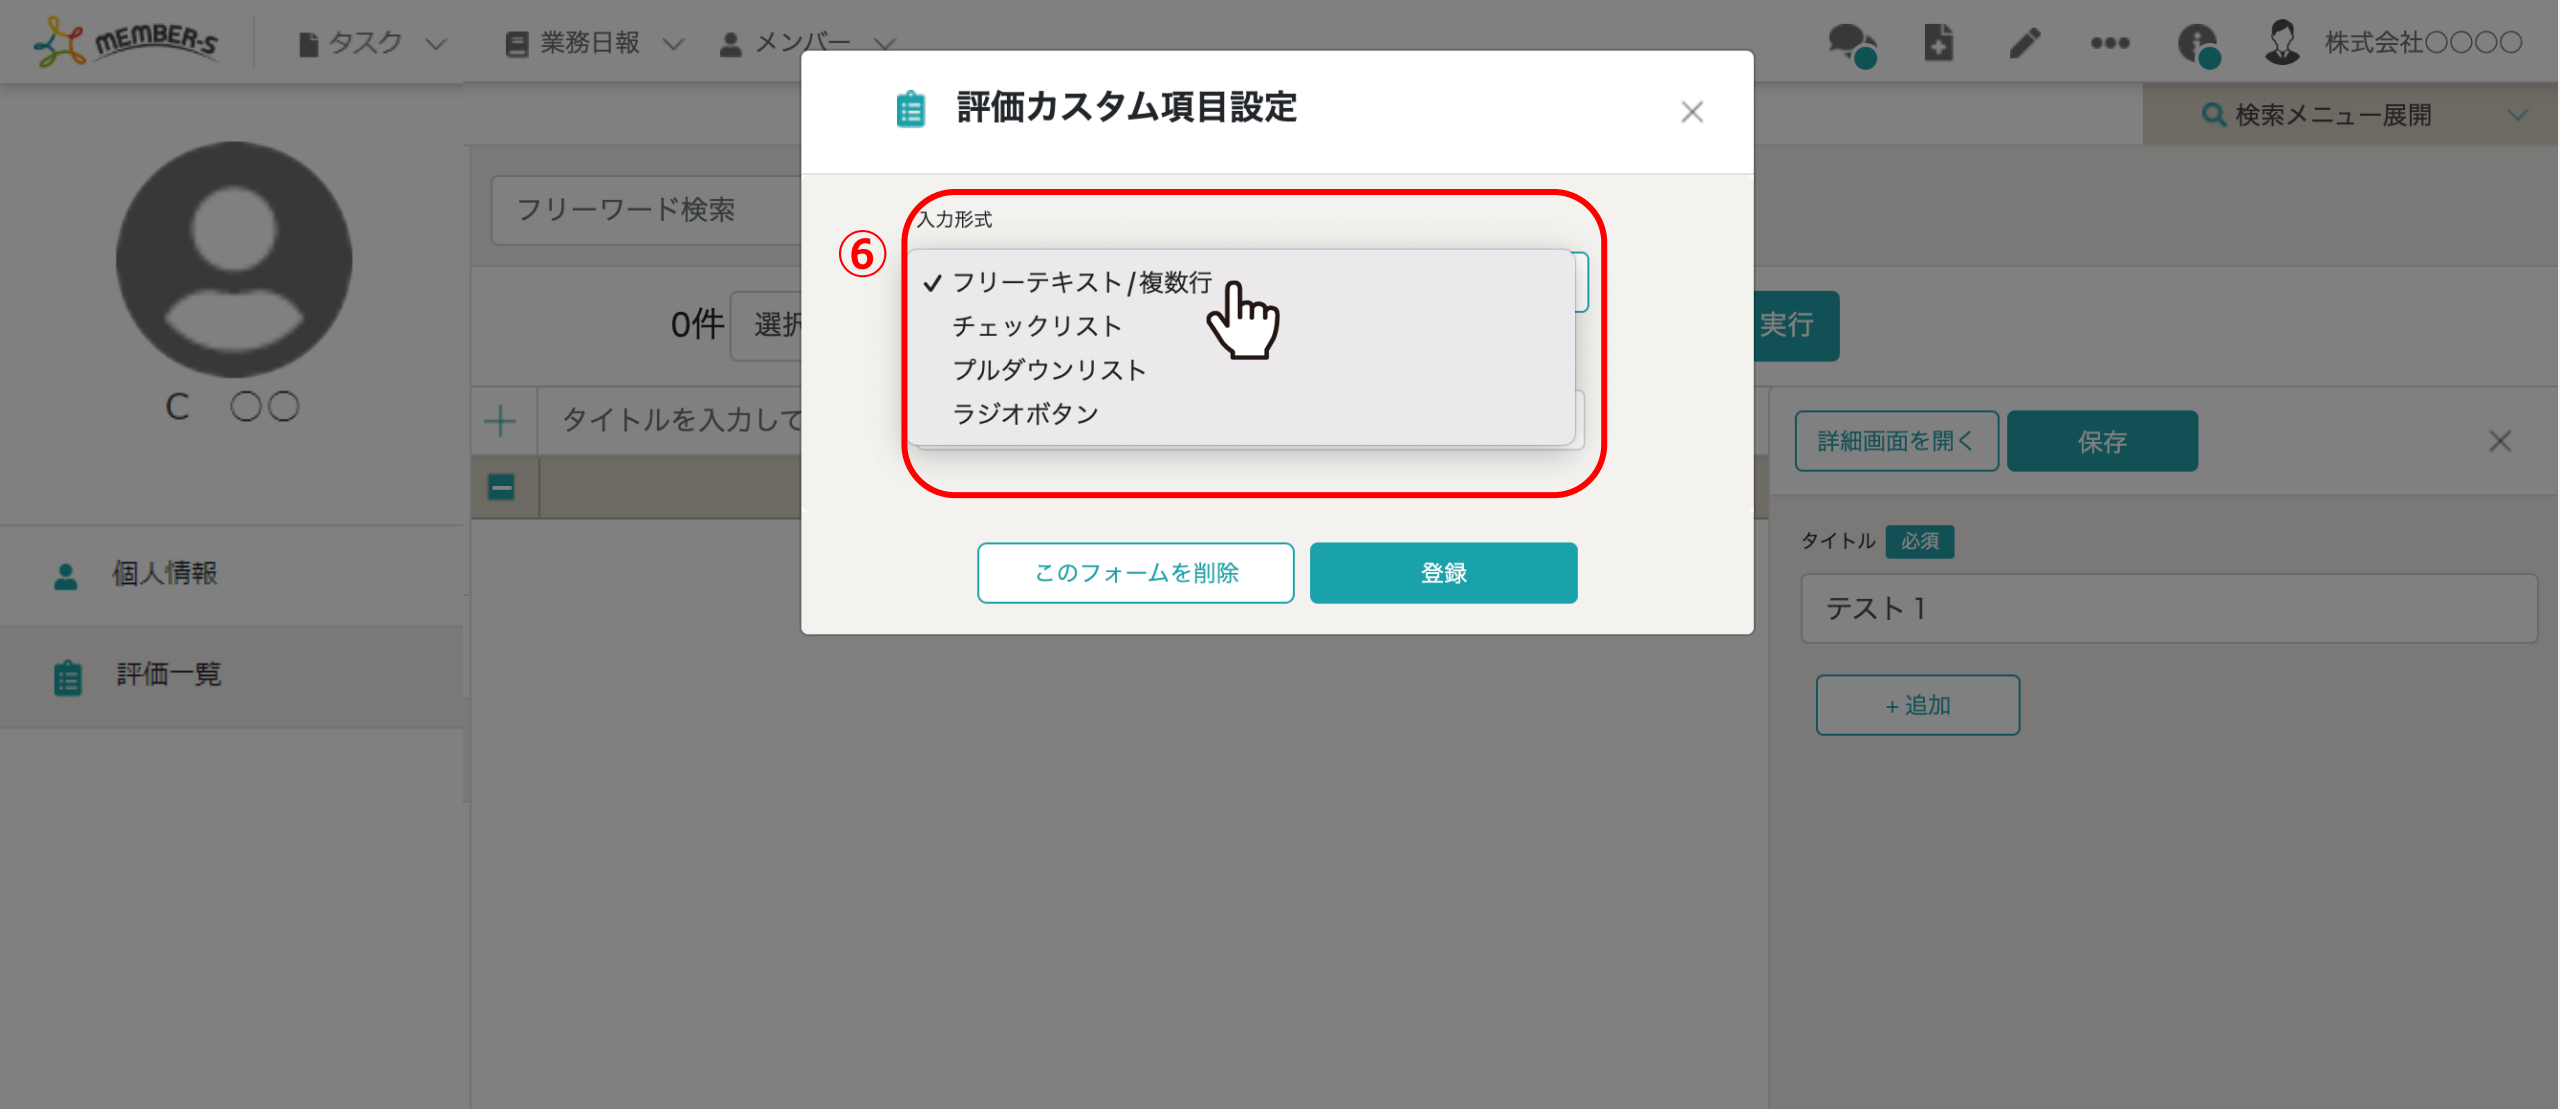 MEMBER-S
タスク
業務日報
メンバー
株式会社〇〇〇〇
評価カスタム項目設定
検索メニュー展開
フリーワード検索
⑥
入力形式
✓ フリーテキスト/複数行
チェックリスト
プルダウンリスト
ラジオボタン
0件
選択
実行
C 〇〇
タイトルを入力して
詳細画面を開く
保存
タイトル 必須
このフォームを削除
登録
個人情報
テスト1
評価一覧
+ 追加